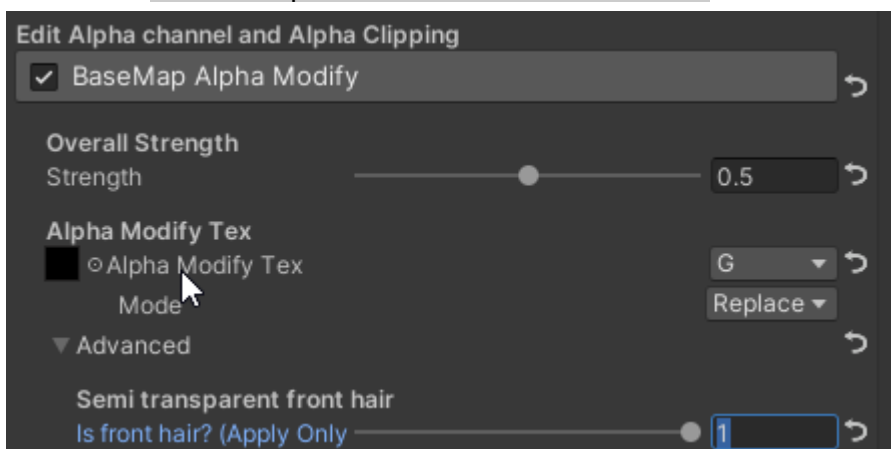 Edit Alpha channel and Alpha Clipping
BaseMap Alpha Modify
Overall Strength
Strength 0.5
Alpha Modify Tex
Alpha Modify Tex G
Mode Replace
Advanced
Semi transparent front hair
Is front hair? (Apply Only 1